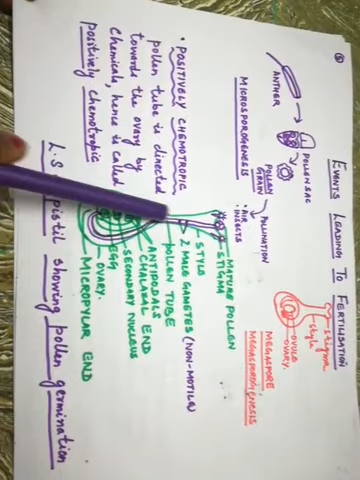 ⑧
EVENTS LEADING TO FERTILISATION
ANTHER
POLLEN SAC
POLLEN
GRAIN
MICROSPOROGENESIS
POLLINATION
• AIR
• INSECTS
stigma
style
OVULE
OVARY.
MEGASPORE
MEGASPOROGENESIS
• POSITIVELY CHEMOTROPIC
pollen tube is directed
towards the ovary by
chemicals, hence is called
positively chemotropic
MATURE POLLEN
STIGMA
STYLE
2 MALE GAMETES (NON-MOTILE)
POLLEN TUBE
ANTIPODALS
CHALAZAL END
SECONDARY NUCLEUS
EGG
OVARY.
MICROPYLAR END
L.S. pistil showing pollen germination